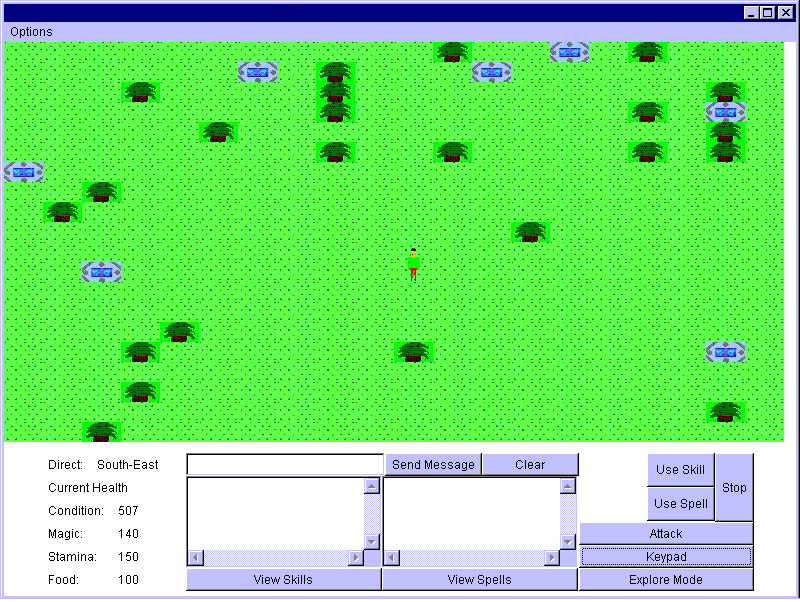 Options
Direct: South-East
Send Message
Clear
Current Health
Condition: 507
Magic: 140
Stamina: 150
Food: 100
View Skills
View Spells
Use Skill
Use Spell
Stop
Attack
Keypad
Explore Mode